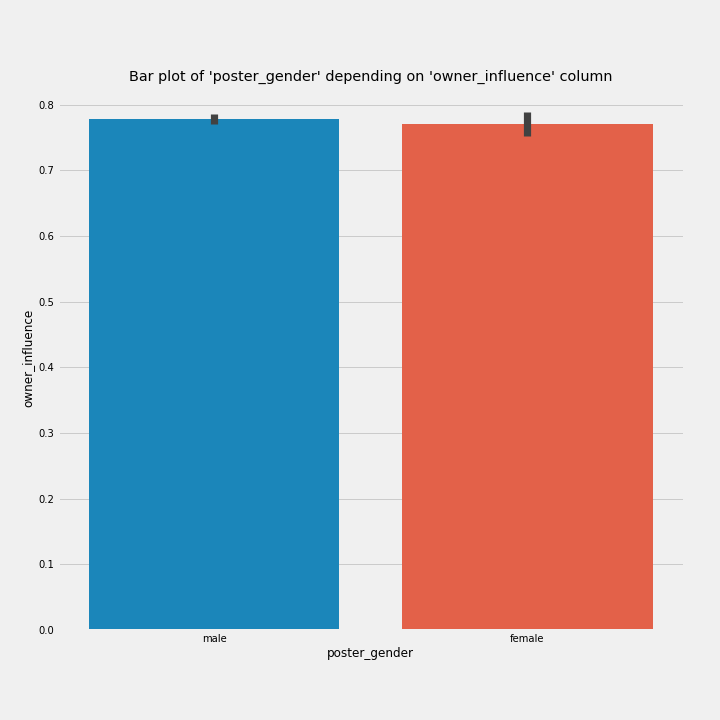 Bar plot of 'poster_gender' depending on 'owner_influence' column
owner_influence
0.8
0.7
0.6
0.5
0.4
0.3
0.2
0.1
0.0
male
female
poster_gender